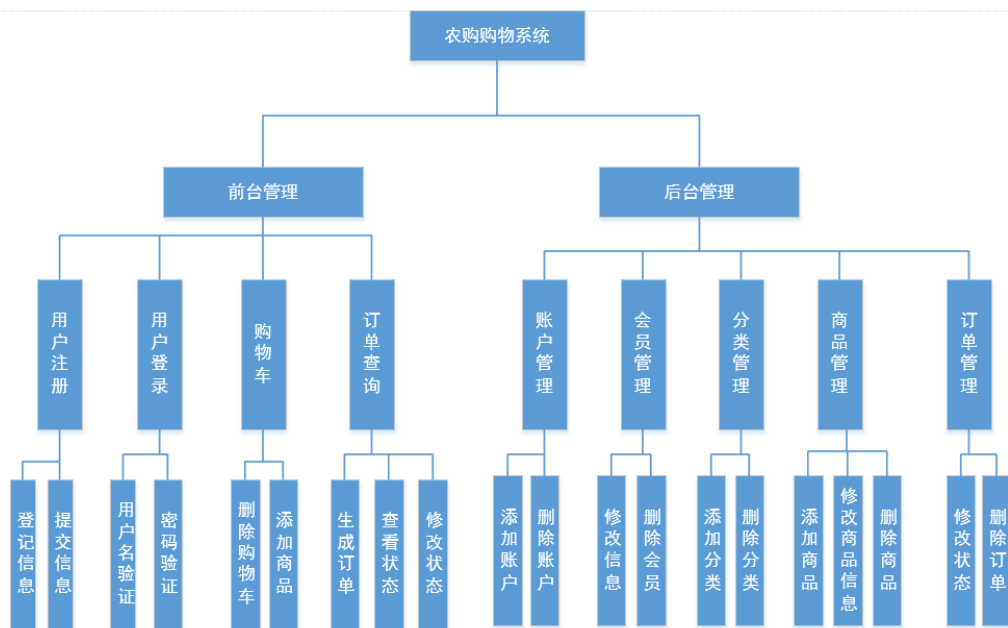 农购购物系统
前台管理
后台管理
用户注册
用户登录
购物车
订单查询
账户管理
会员管理
分类管理
商品管理
订单管理
登记信息
提交信息
用户名验证
密码验证
删除购物车
添加商品
生成订单
查看状态
修改状态
添加账户
删除账户
修改信息
删除会员
添加分类
删除分类
添加商品
修改商品信息
删除商品
修改状态
删除订单